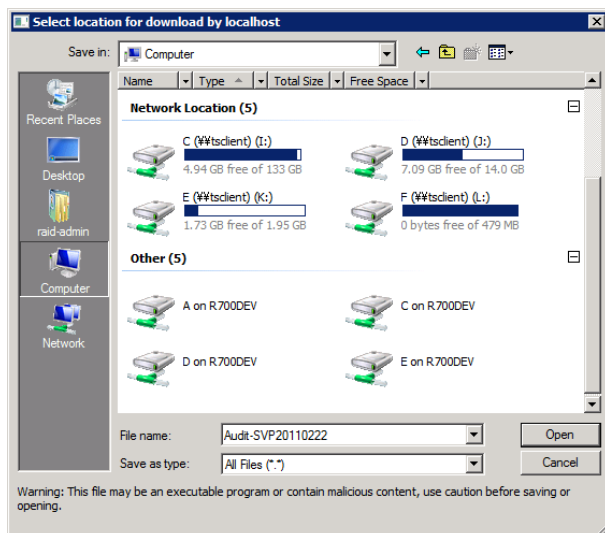 Select location for download by localhost
Save in:
Computer
Name Type Total Size Free Space
Recent Places
Desktop
raid-admin
Computer
Network
Network Location (5)
C (¥¥tsclient) (I:)
4.94 GB free of 133 GB
D (¥¥tsclient) (J:)
7.09 GB free of 14.0 GB
E (¥¥tsclient) (K:)
1.73 GB free of 1.95 GB
F (¥¥tsclient) (L:)
0 bytes free of 479 MB
Other (5)
A on R700DEV
C on R700DEV
D on R700DEV
E on R700DEV
File name:
Audit-SVP20110222
Open
Save as type:
All Files (*.*)
Cancel
Warning: This file may be an executable program or contain malicious content, use caution before saving or
opening.